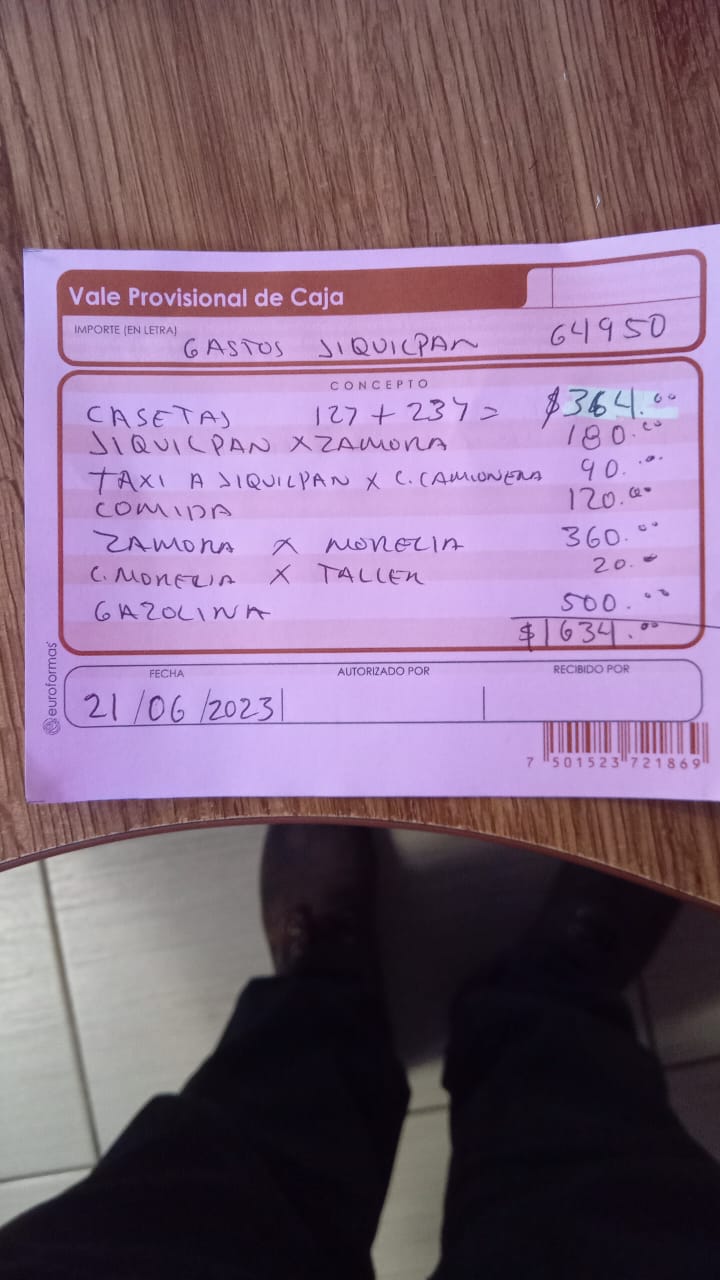 Vale Provisional de Caja
IMPORTE (EN LETRA)
GASTOS JIQUILPAN 64950
CONCEPTO
CASETAS 127 + 237 = $364.00
JIQUILPAN X ZAMORA 180.00
TAXI A JIQUILPAN X C. CAMIONERA 90.00
COMIDA 120.00
ZAMORA X MORELIA 360.00
C. MORELIA X TALLER 20.-
GAZOLINA 500.00
$1634.00
FECHA AUTORIZADO POR RECIBIDO POR
21/06/2023
euroformas
7 501523 721869